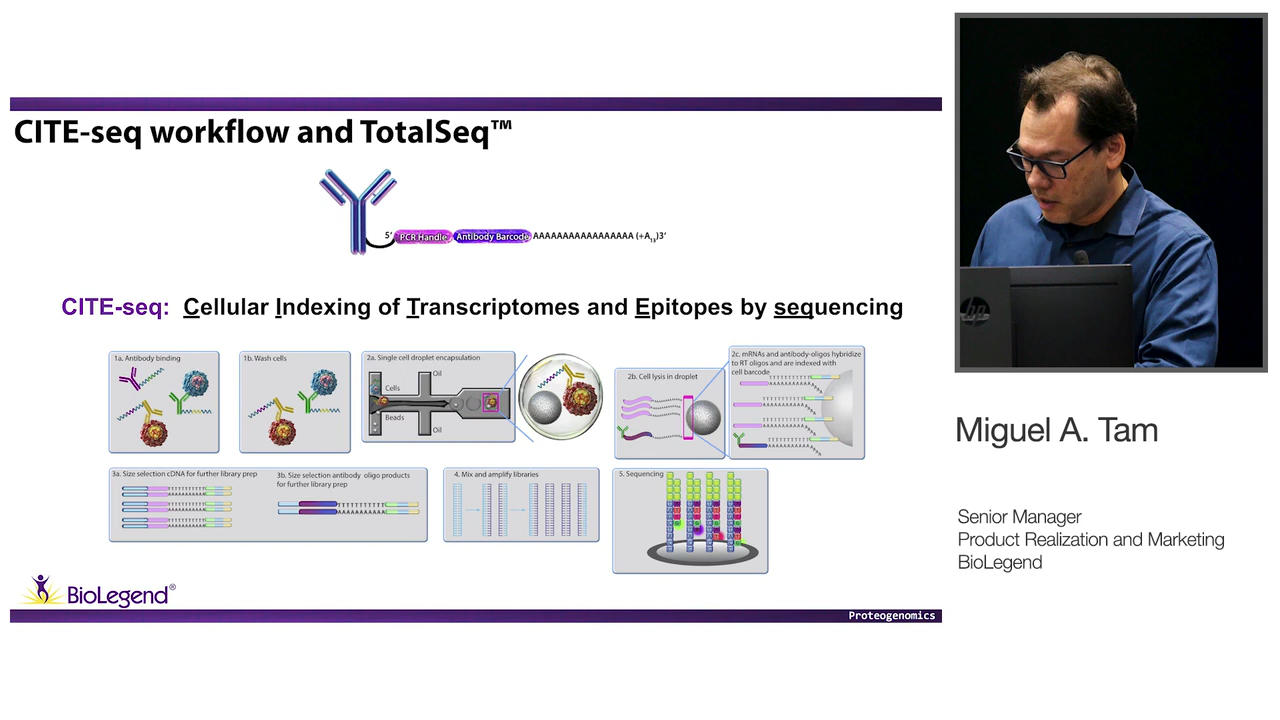 CITE-seq workflow and TotalSeq™
5' PCR Handle Antibody Barcode AAAAAAAAAAAAAAAAA (+A13)3'
CITE-seq: Cellular Indexing of Transcriptomes and Epitopes by sequencing
1a. Antibody binding
1b. Wash cells
2a. Single cell droplet encapsulation
Oil
Cells
Beads
Oil
2b. Cell lysis in droplet
2c. mRNAs and antibody-oligos hybridize
to RT oligos and are indexed with
cell barcode
3a. Size selection cDNA for further library prep
3b. Size selection antibody oligo products
for further library prep
4. Mix and amplify libraries
5. Sequencing
BioLegend®
Proteogenomics
hp
Miguel A. Tam
Senior Manager
Product Realization and Marketing
BioLegend